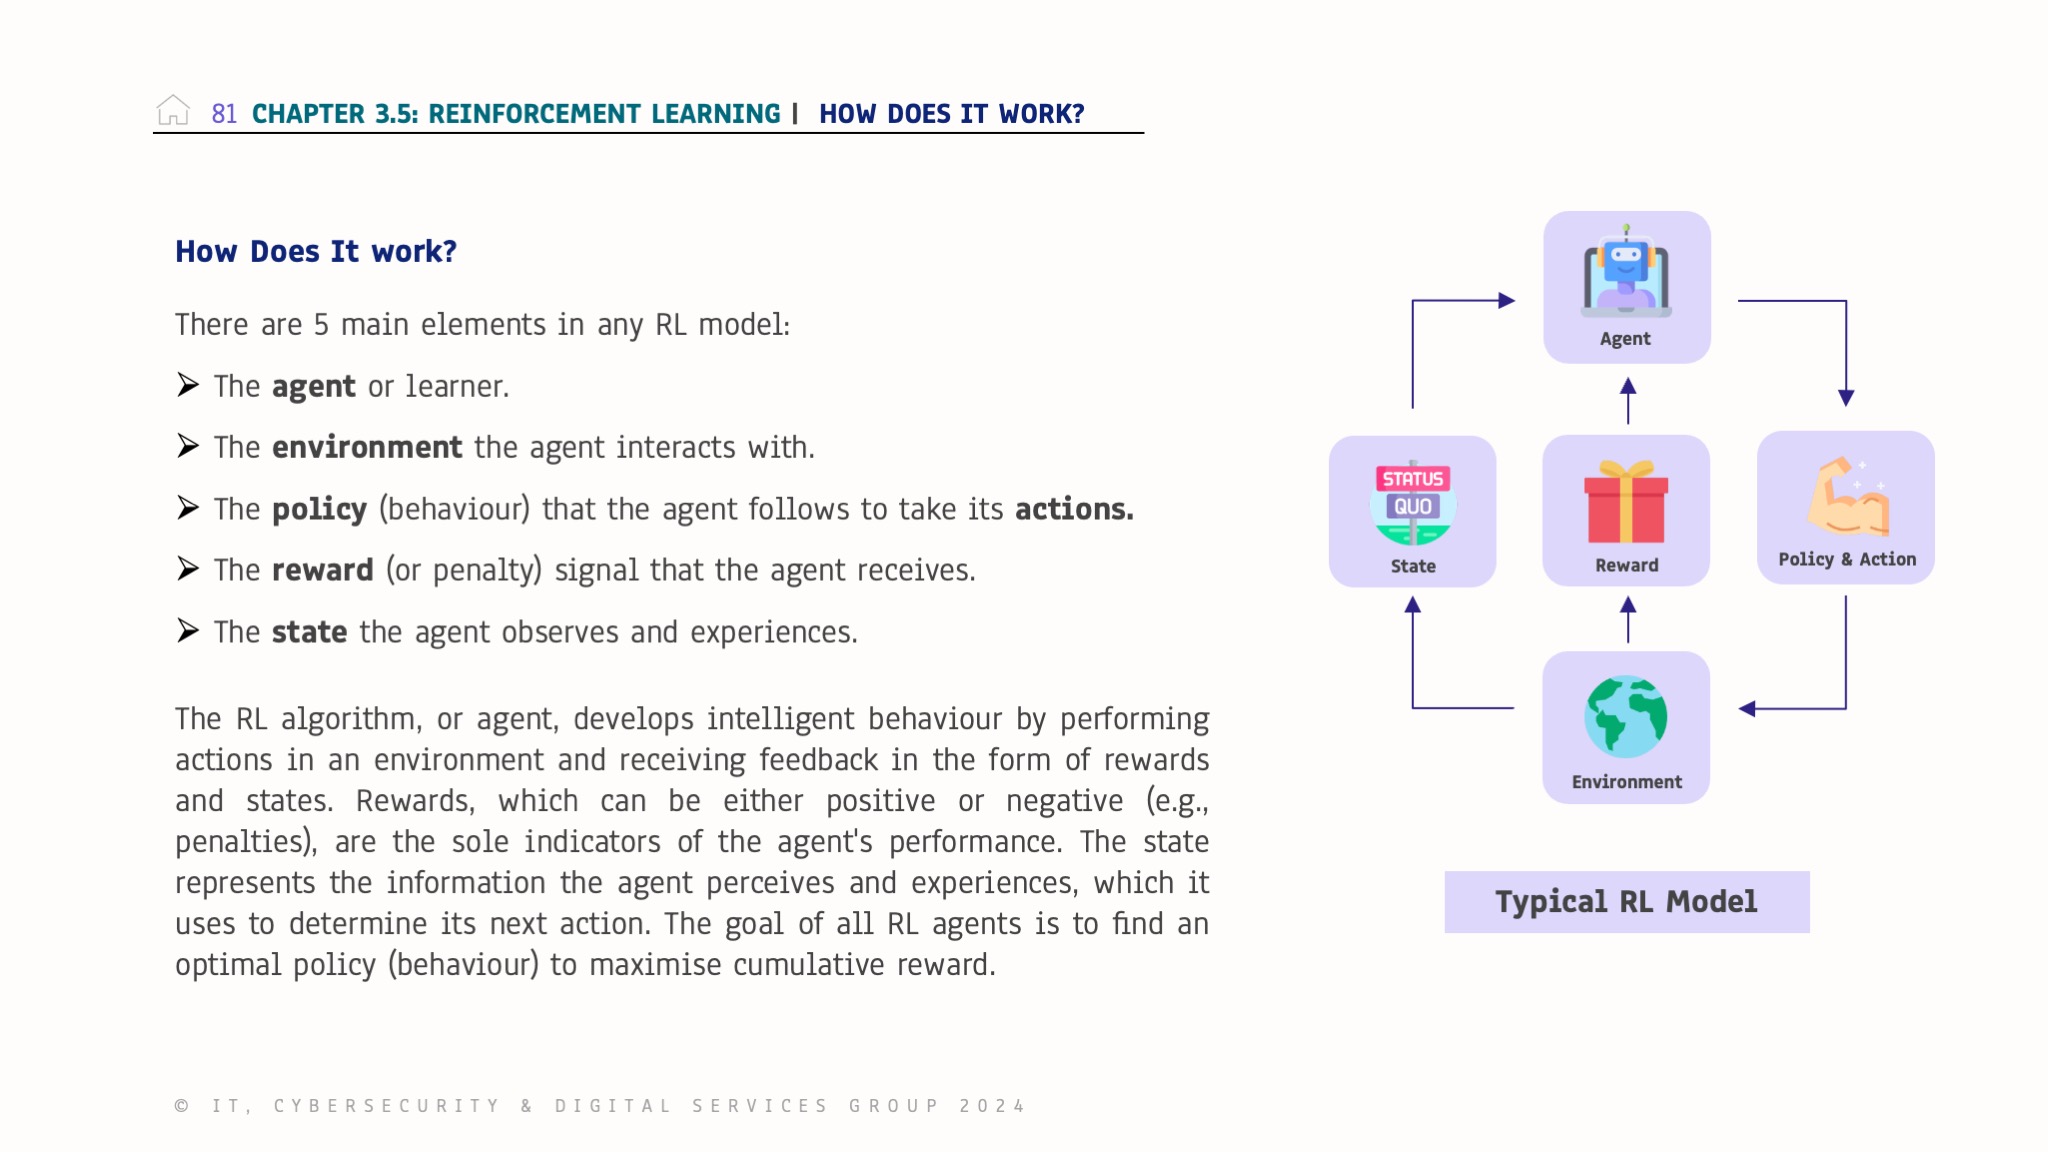 81 CHAPTER 3.5: REINFORCEMENT LEARNING | HOW DOES IT WORK?
How Does It work?
There are 5 main elements in any RL model:
➢ The agent or learner.
➢ The environment the agent interacts with.
➢ The policy (behaviour) that the agent follows to take its actions.
➢ The reward (or penalty) signal that the agent receives.
➢ The state the agent observes and experiences.
The RL algorithm, or agent, develops intelligent behaviour by performing
actions in an environment and receiving feedback in the form of rewards
and states. Rewards, which can be either positive or negative (e.g.,
penalties), are the sole indicators of the agent's performance. The state
represents the information the agent perceives and experiences, which it
uses to determine its next action. The goal of all RL agents is to find an
optimal policy (behaviour) to maximise cumulative reward.
Agent
STATUS
QUO
State
Reward
Policy & Action
Environment
Typical RL Model
© IT, CYBERSECURITY & DIGITAL SERVICES GROUP 2024